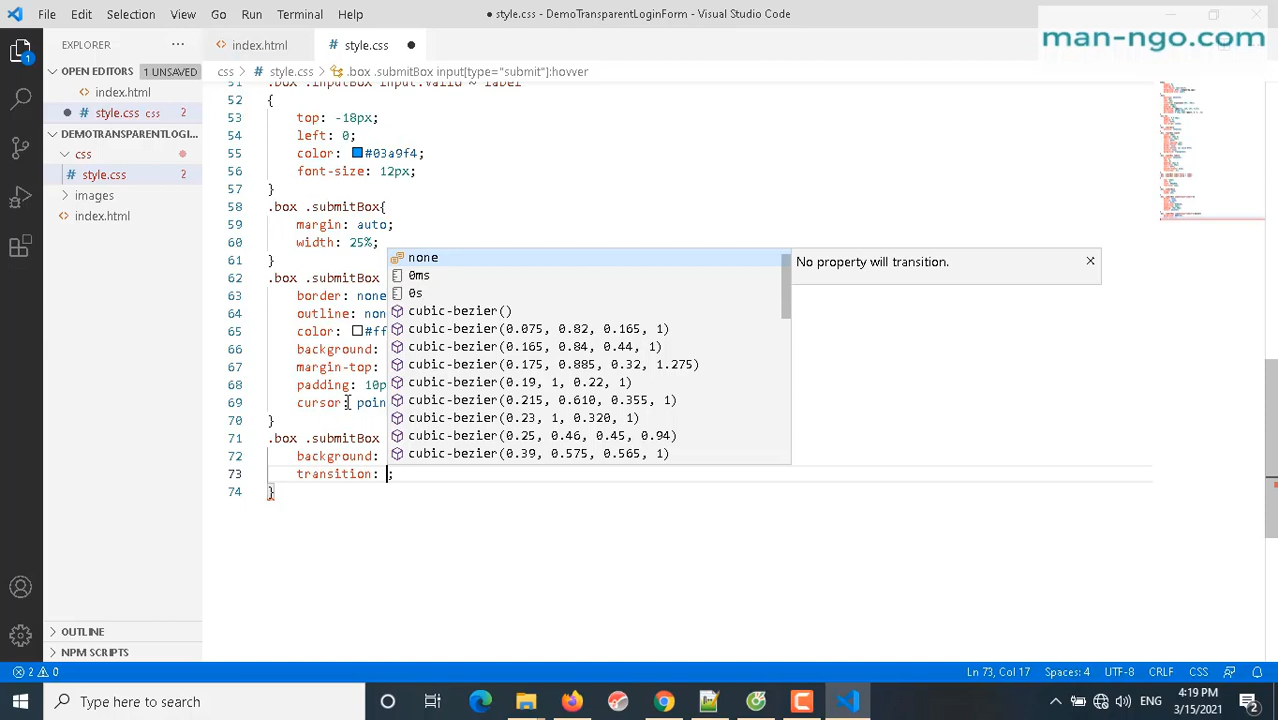 File Edit Selection View Go Run Terminal Help
● style.css - DemoTransparentLoginForm - Visual Studio Code
man-ngo.com
EXPLORER ···
index.html
# style.css ●
css > # style.css > .box .submitBox input[type="submit"]:hovver
OPEN EDITORS 1 UNSAVED
index.html
● # style.css css 2
DEMOTRANSPARENTLOGI...
css
# style.css 2
images
index.html
51 .box .inputBox input:valid ~ label
52 {
53 top: -18px;
54 left: 0;
55 color: #03a9f4;
56 font-size: 12px;
57 }
58 .box .submitBox{
59 margin: auto;
60 width: 25%;
61 }
62 .box .submitBox
63 border: none
64 outline: non
65 color: #ff
66 background:
67 margin-top:
68 padding: 10p
69 cursor: poin
70 }
71 .box .submitBox
72 background:
73 transition: ;
74 }
none
0ms
0s
cubic-bezier()
cubic-bezier(0.075, 0.82, 0.165, 1)
cubic-bezier(0.165, 0.84, 0.44, 1)
cubic-bezier(0.175, 0.885, 0.32, 1.275)
cubic-bezier(0.19, 1, 0.22, 1)
cubic-bezier(0.215, 0.610, 0.355, 1)
cubic-bezier(0.23, 1, 0.320, 1)
cubic-bezier(0.25, 0.46, 0.45, 0.94)
cubic-bezier(0.39, 0.575, 0.565, 1)
No property will transition.
OUTLINE
NPM SCRIPTS
2 0
Ln 73, Col 17 Spaces: 4 UTF-8 CRLF CSS
Type here to search
ENG
4:19 PM
3/15/2021
2
1